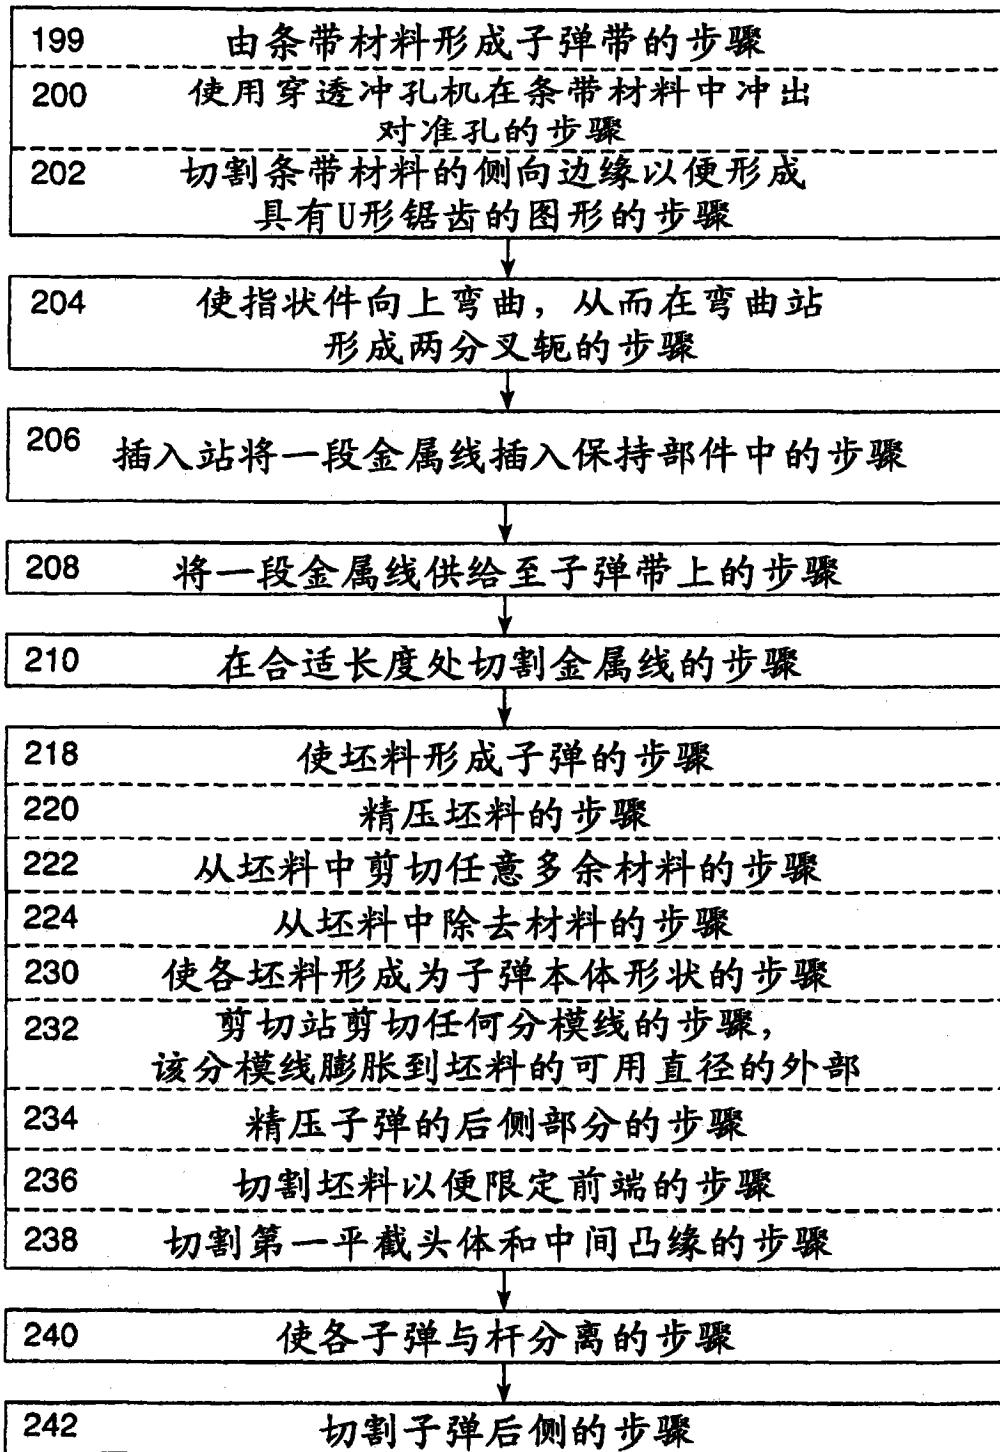 199 由条带材料形成子弹带的步骤
200 使用穿透冲孔机在条带材料中冲出
对准孔的步骤
202 切割条带材料的侧向边缘以便形成
具有U形锯齿的图形的步骤
204 使指状件向上弯曲，从而在弯曲站
形成两分叉轭的步骤
206 插入站将一段金属线插入保持部件中的步骤
208 将一段金属线供给至子弹带上的步骤
210 在合适长度处切割金属线的步骤
218 使坯料形成子弹的步骤
220 精压坯料的步骤
222 从坯料中剪切任意多余材料的步骤
224 从坯料中除去材料的步骤
230 使各坯料形成为子弹本体形状的步骤
232 剪切站剪切任何分模线的步骤，
该分模线膨胀到坯料的可用直径的外部
234 精压子弹的后侧部分的步骤
236 切割坯料以便限定前端的步骤
238 切割第一平截头体和中间凸缘的步骤
240 使各子弹与杆分离的步骤
242 切割子弹后侧的步骤